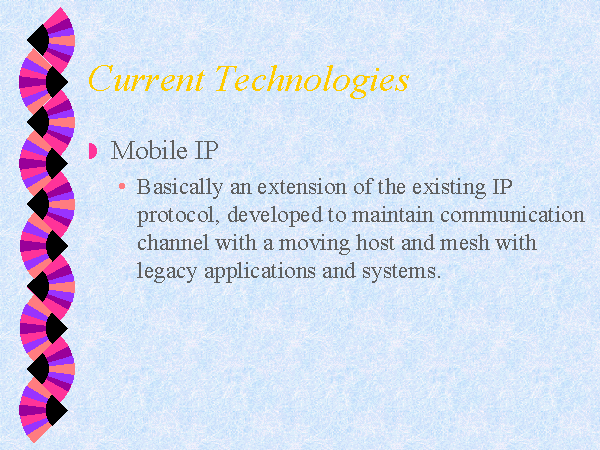 Current Technologies
Mobile IP
• Basically an extension of the existing IP
protocol, developed to maintain communication
channel with a moving host and mesh with
legacy applications and systems.